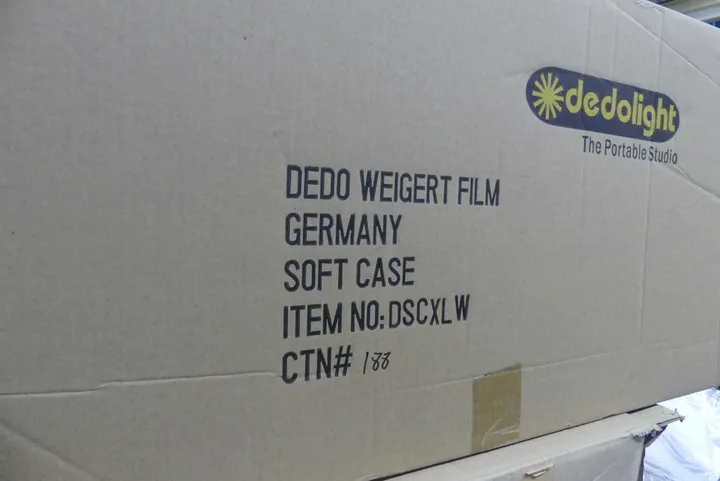 dedolight
The Portable Studio
DEDO WEIGERT FILM
GERMANY
SOFT CASE
ITEM NO: DSCXLW
CTN# 188